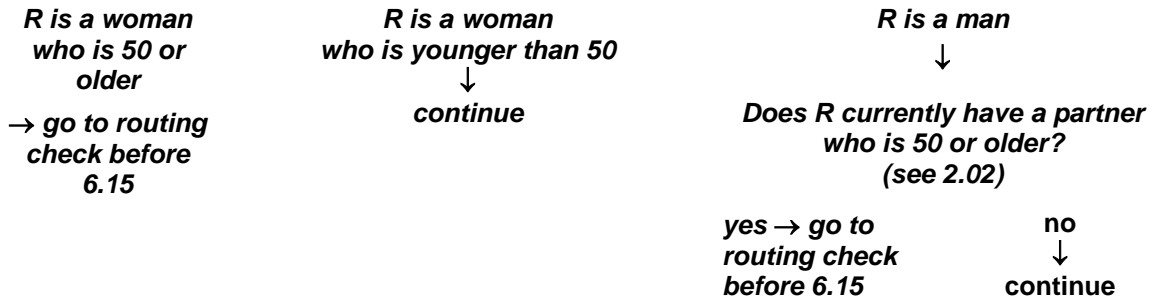 R is a woman
who is 50 or
older
→ go to routing
check before
6.15
R is a woman
who is younger than 50
↓
continue
R is a man
↓
Does R currently have a partner
who is 50 or older?
(see 2.02)
yes → go to
routing check
before 6.15
no
↓
continue